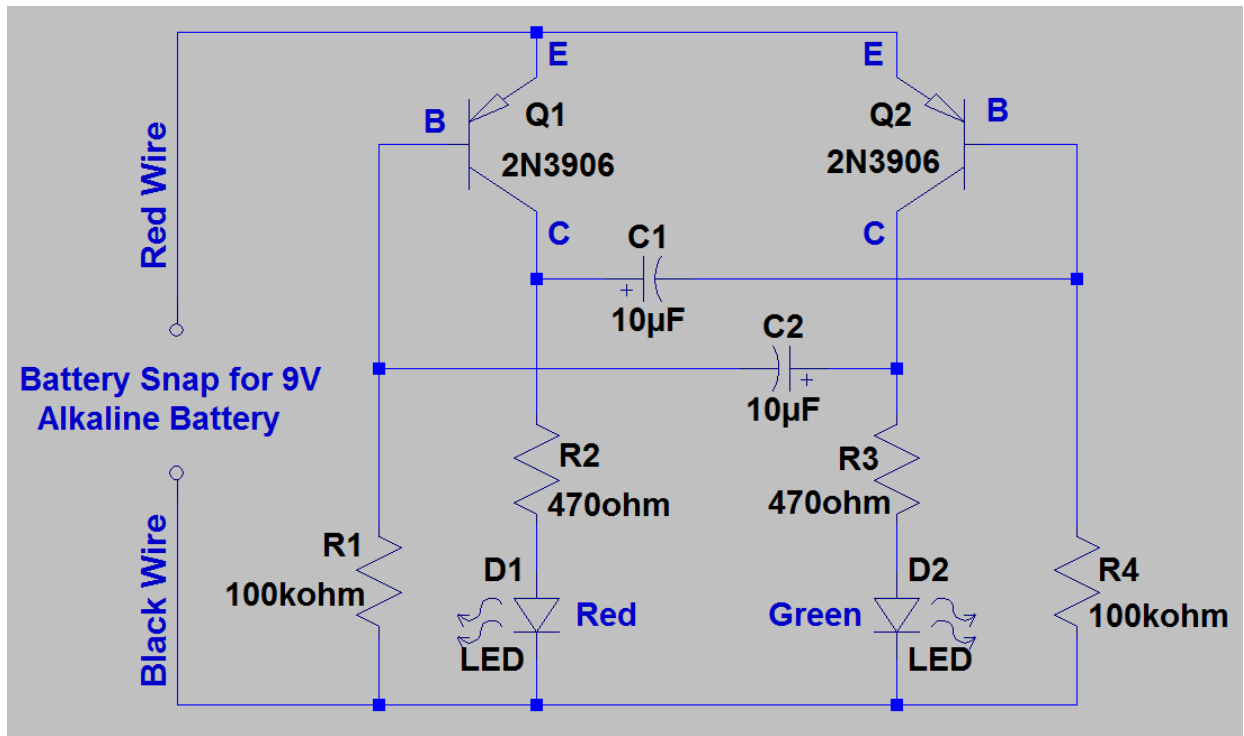 E
E
B
Q1
2N3906
Q2
2N3906
B
Red Wire
C
C
C1
+
10µF
C2
+
10µF
Battery Snap for 9V
Alkaline Battery
R2
470ohm
R3
470ohm
Black Wire
R1
100kohm
D1
Red
LED
D2
Green
LED
R4
100kohm